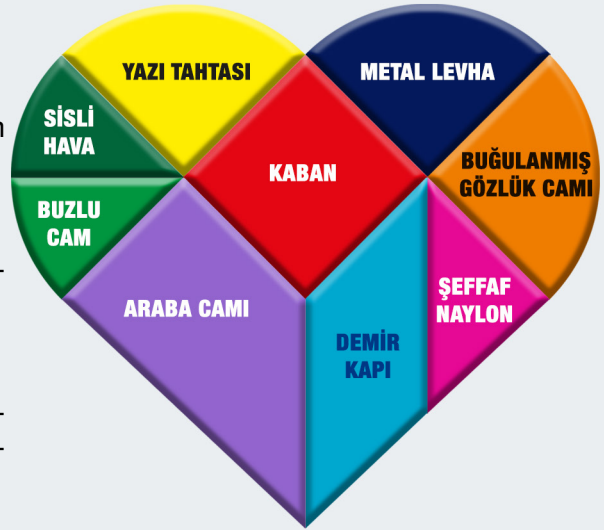 YAZI TAHTASI
METAL LEVHA
SİSLİ
HAVA
KABAN
BUĞULANMIŞ
GÖZLÜK CAMI
BUZLU
CAM
ARABA CAMI
ŞEFFAF
NAYLON
DEMİR
KAPI